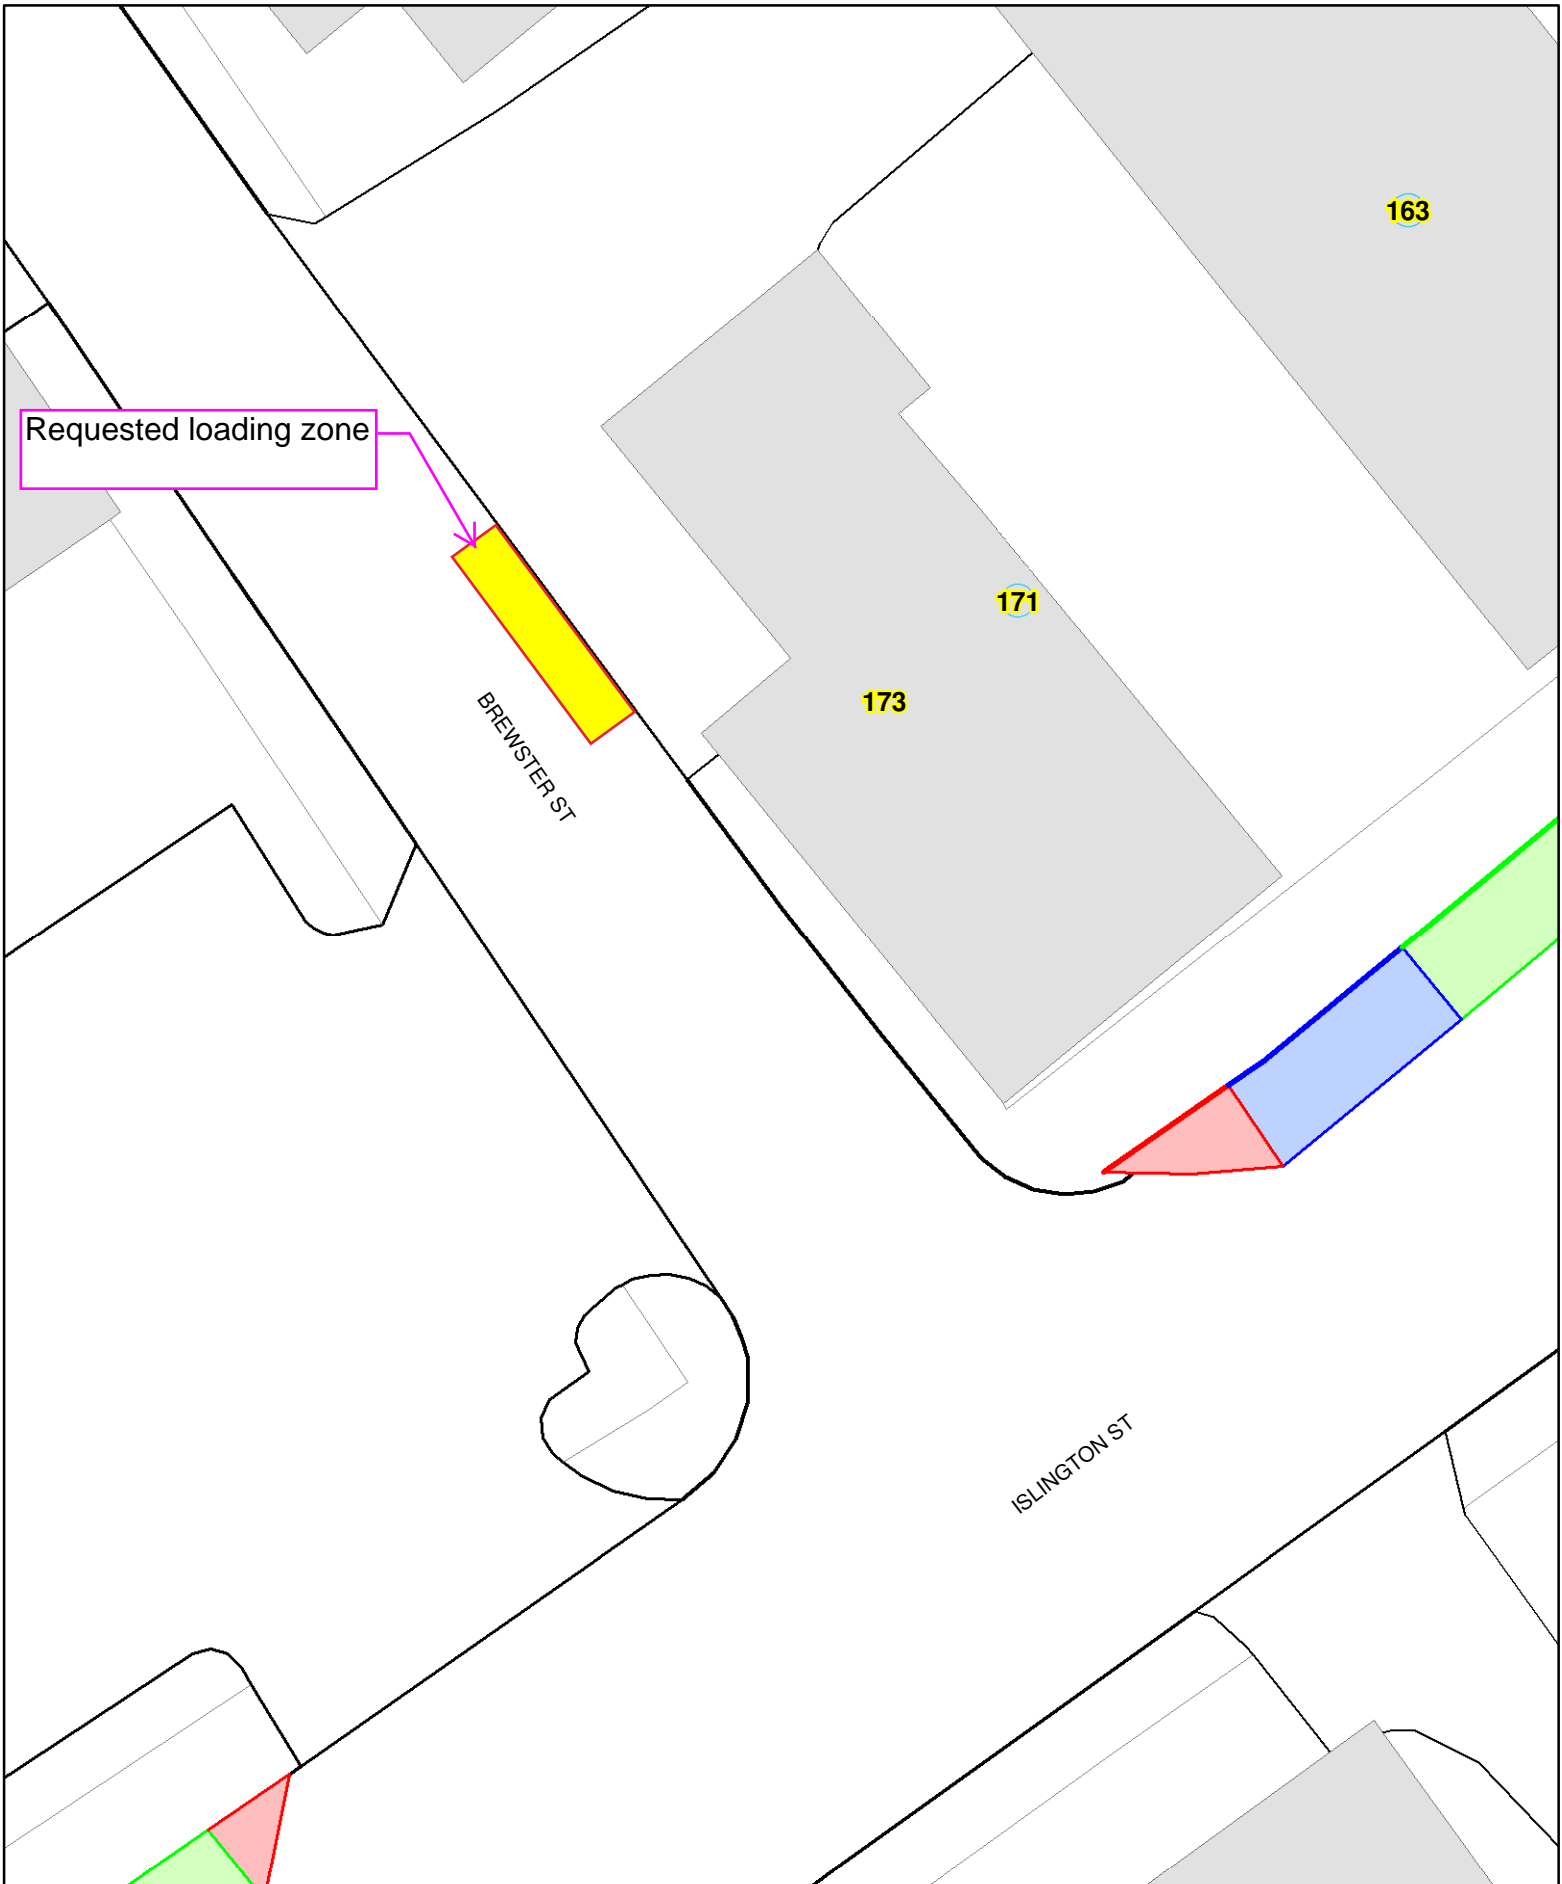 163
Requested loading zone
171
173
BREWSTER ST
ISLINGTON ST